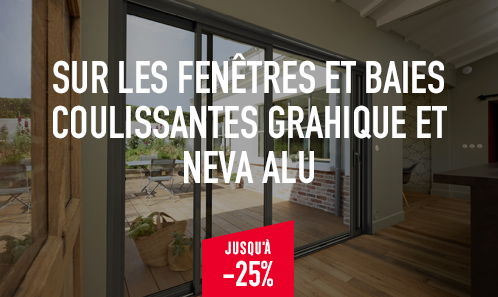 SUR LES FENÊTRES ET BAIES
COULISSANTES GRAHIQUE ET
NEVA ALU
JUSQU'À
-25%